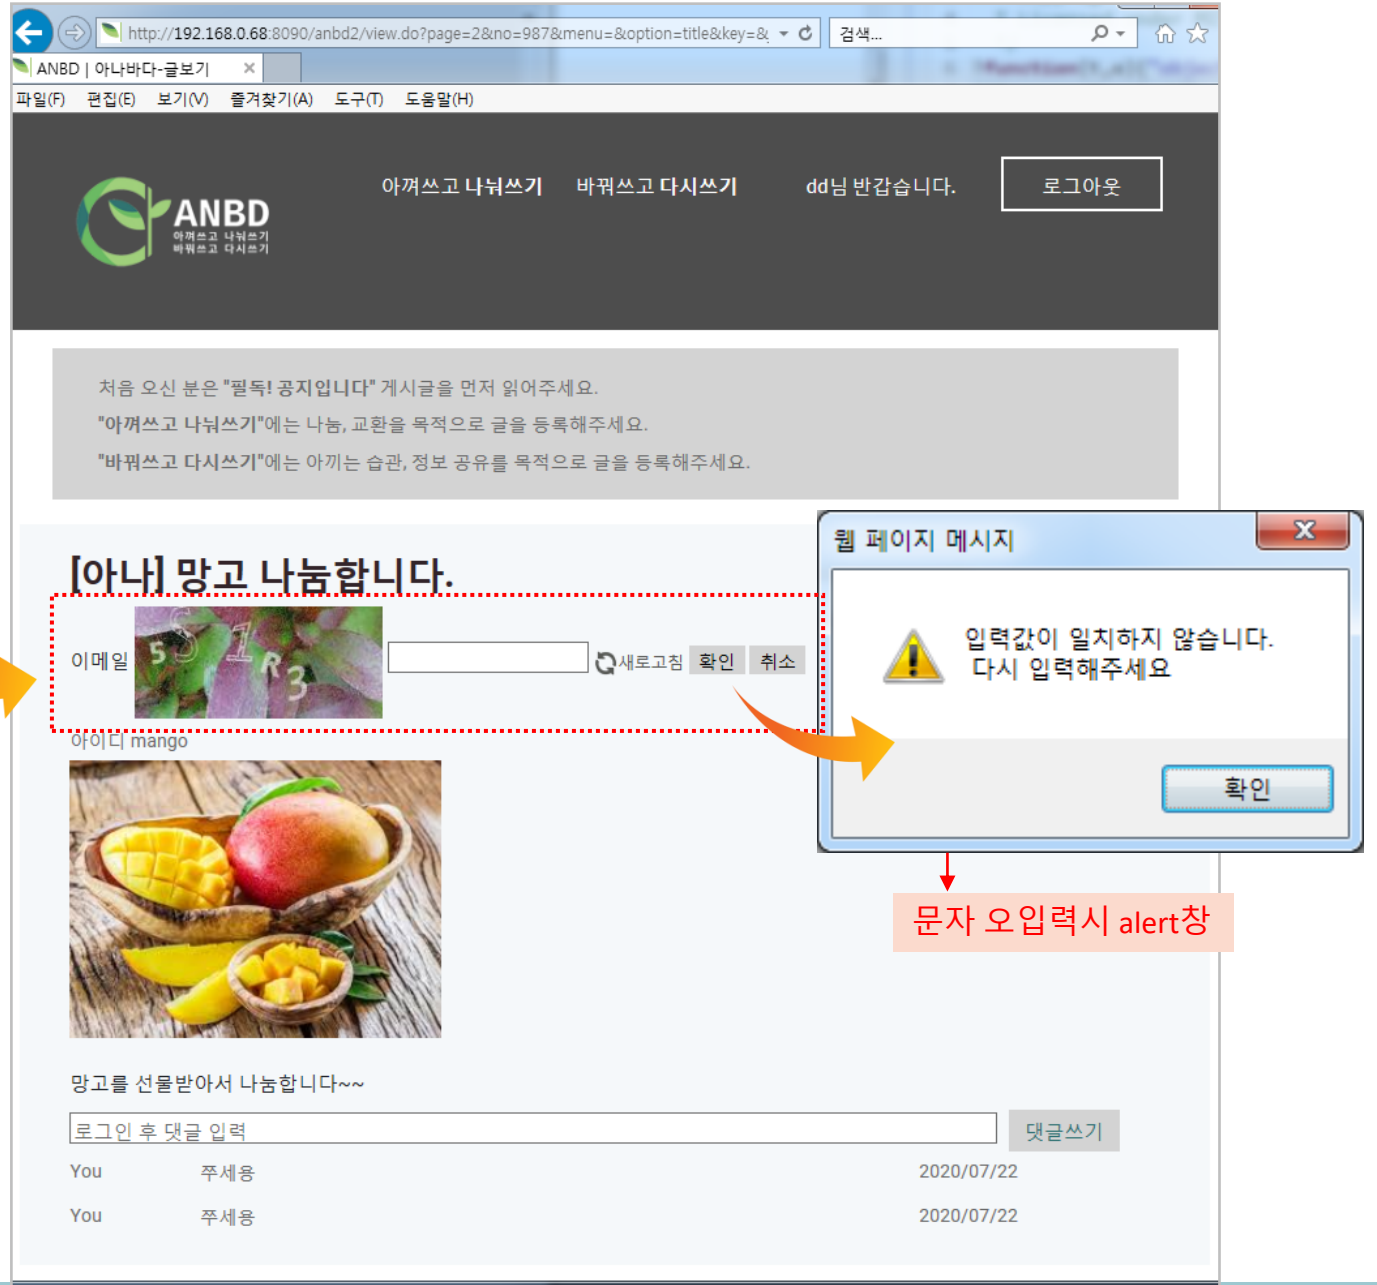 http://192.168.0.68:8090/anbd2/view.do?page=2&no=987&menu=&option=title&key=&
검색...
ANBD | 아나바다-글보기
파일(F) 편집(E) 보기(V) 즐겨찾기(A) 도구(T) 도움말(H)
ANBD
아껴쓰고 나눠쓰기
바꿔쓰고 다시쓰기
아껴쓰고 나눠쓰기 바꿔쓰고 다시쓰기 dd님 반갑습니다. 로그아웃
처음 오신 분은 "필독! 공지입니다" 게시글을 먼저 읽어주세요.
"아껴쓰고 나눠쓰기"에는 나눔, 교환을 목적으로 글을 등록해주세요.
"바꿔쓰고 다시쓰기"에는 아끼는 습관, 정보 공유를 목적으로 글을 등록해주세요.
[아나] 망고 나눔합니다.
이메일 5S1R3 새로고침 확인 취소
아이디 mango
웹 페이지 메시지
입력값이 일치하지 않습니다.
다시 입력해주세요
확인
문자 오입력시 alert창
망고를 선물받아서 나눔합니다~~
로그인 후 댓글 입력 댓글쓰기
You 쭈세용 2020/07/22
You 쭈세용 2020/07/22